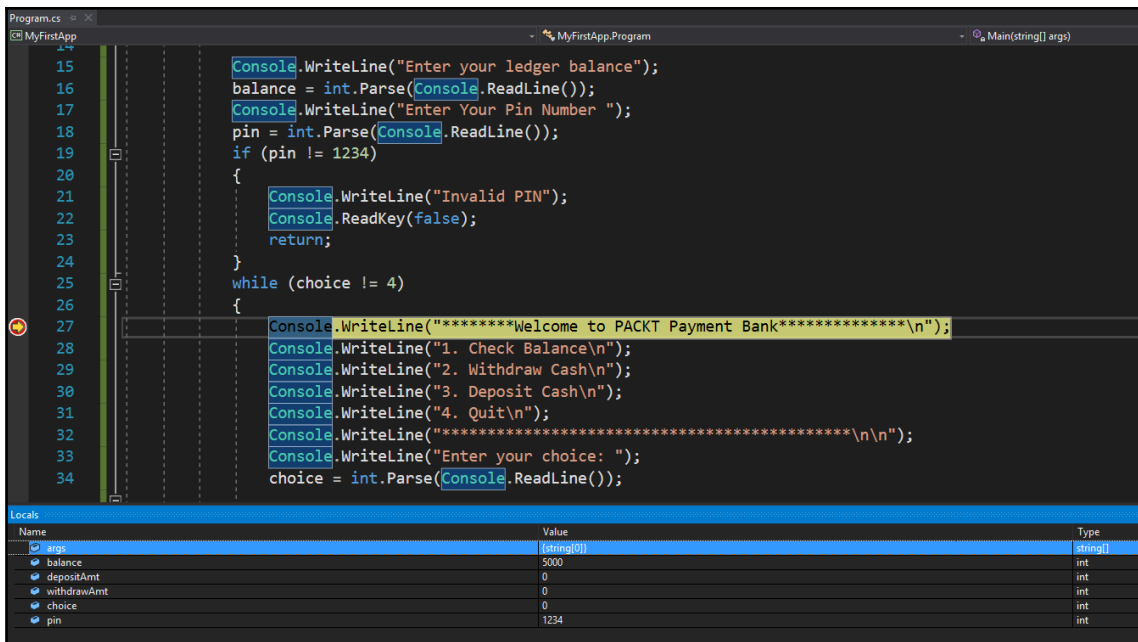 Program.cs
MyFirstApp MyFirstApp.Program Main(string[] args)
14
15 Console.WriteLine("Enter your ledger balance");
16 balance = int.Parse(Console.ReadLine());
17 Console.WriteLine("Enter Your Pin Number ");
18 pin = int.Parse(Console.ReadLine());
19 if (pin != 1234)
20 {
21 Console.WriteLine("Invalid PIN");
22 Console.ReadKey(false);
23 return;
24 }
25 while (choice != 4)
26 {
27 Console.WriteLine("********Welcome to PACKT Payment Bank**************\n");
28 Console.WriteLine("1. Check Balance\n");
29 Console.WriteLine("2. Withdraw Cash\n");
30 Console.WriteLine("3. Deposit Cash\n");
31 Console.WriteLine("4. Quit\n");
32 Console.WriteLine("*********************************************\n\n");
33 Console.WriteLine("Enter your choice: ");
34 choice = int.Parse(Console.ReadLine());
Locals
Name Value Type
args {string[0]} string[]
balance 5000 int
depositAmt 0 int
withdrawAmt 0 int
choice 0 int
pin 1234 int